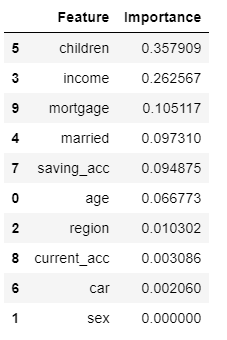 Feature Importance
5 children 0.357909
3 income 0.262567
9 mortgage 0.105117
4 married 0.097310
7 saving_acc 0.094875
0 age 0.066773
2 region 0.010302
8 current_acc 0.003086
6 car 0.002060
1 sex 0.000000